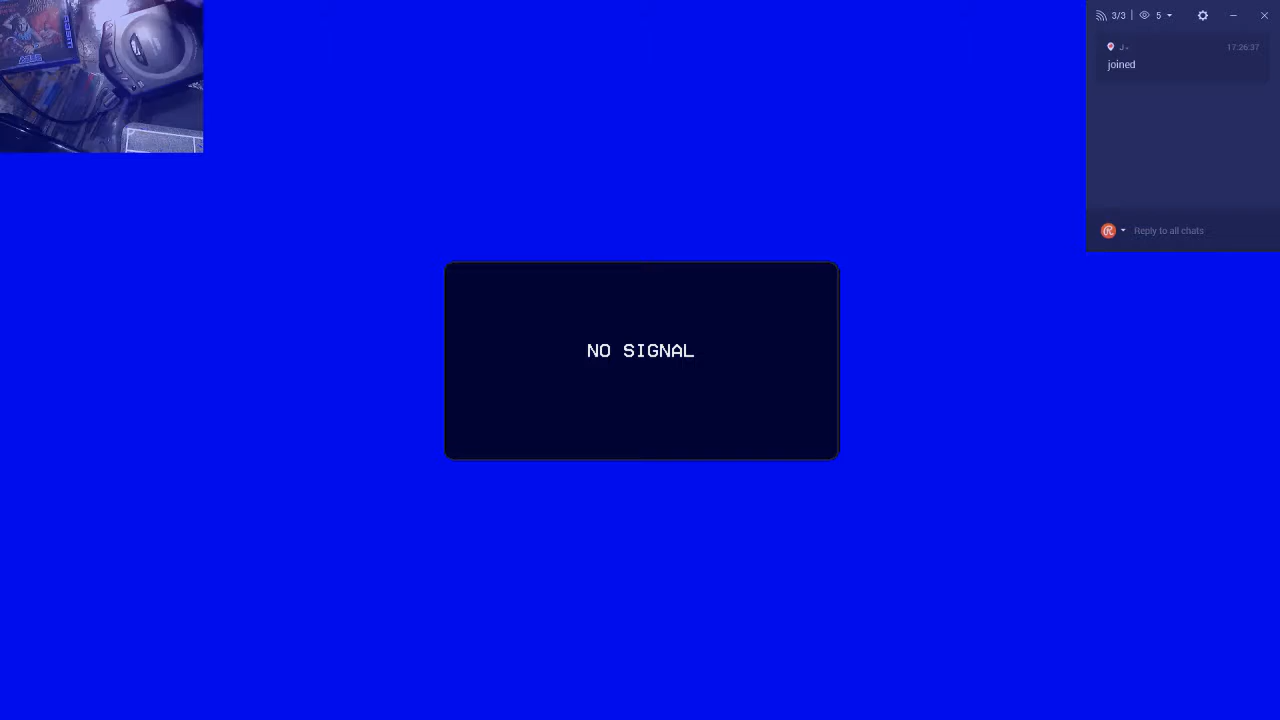 3/3 5
J -
17:26:37
joined
Reply to all chats
NO SIGNAL